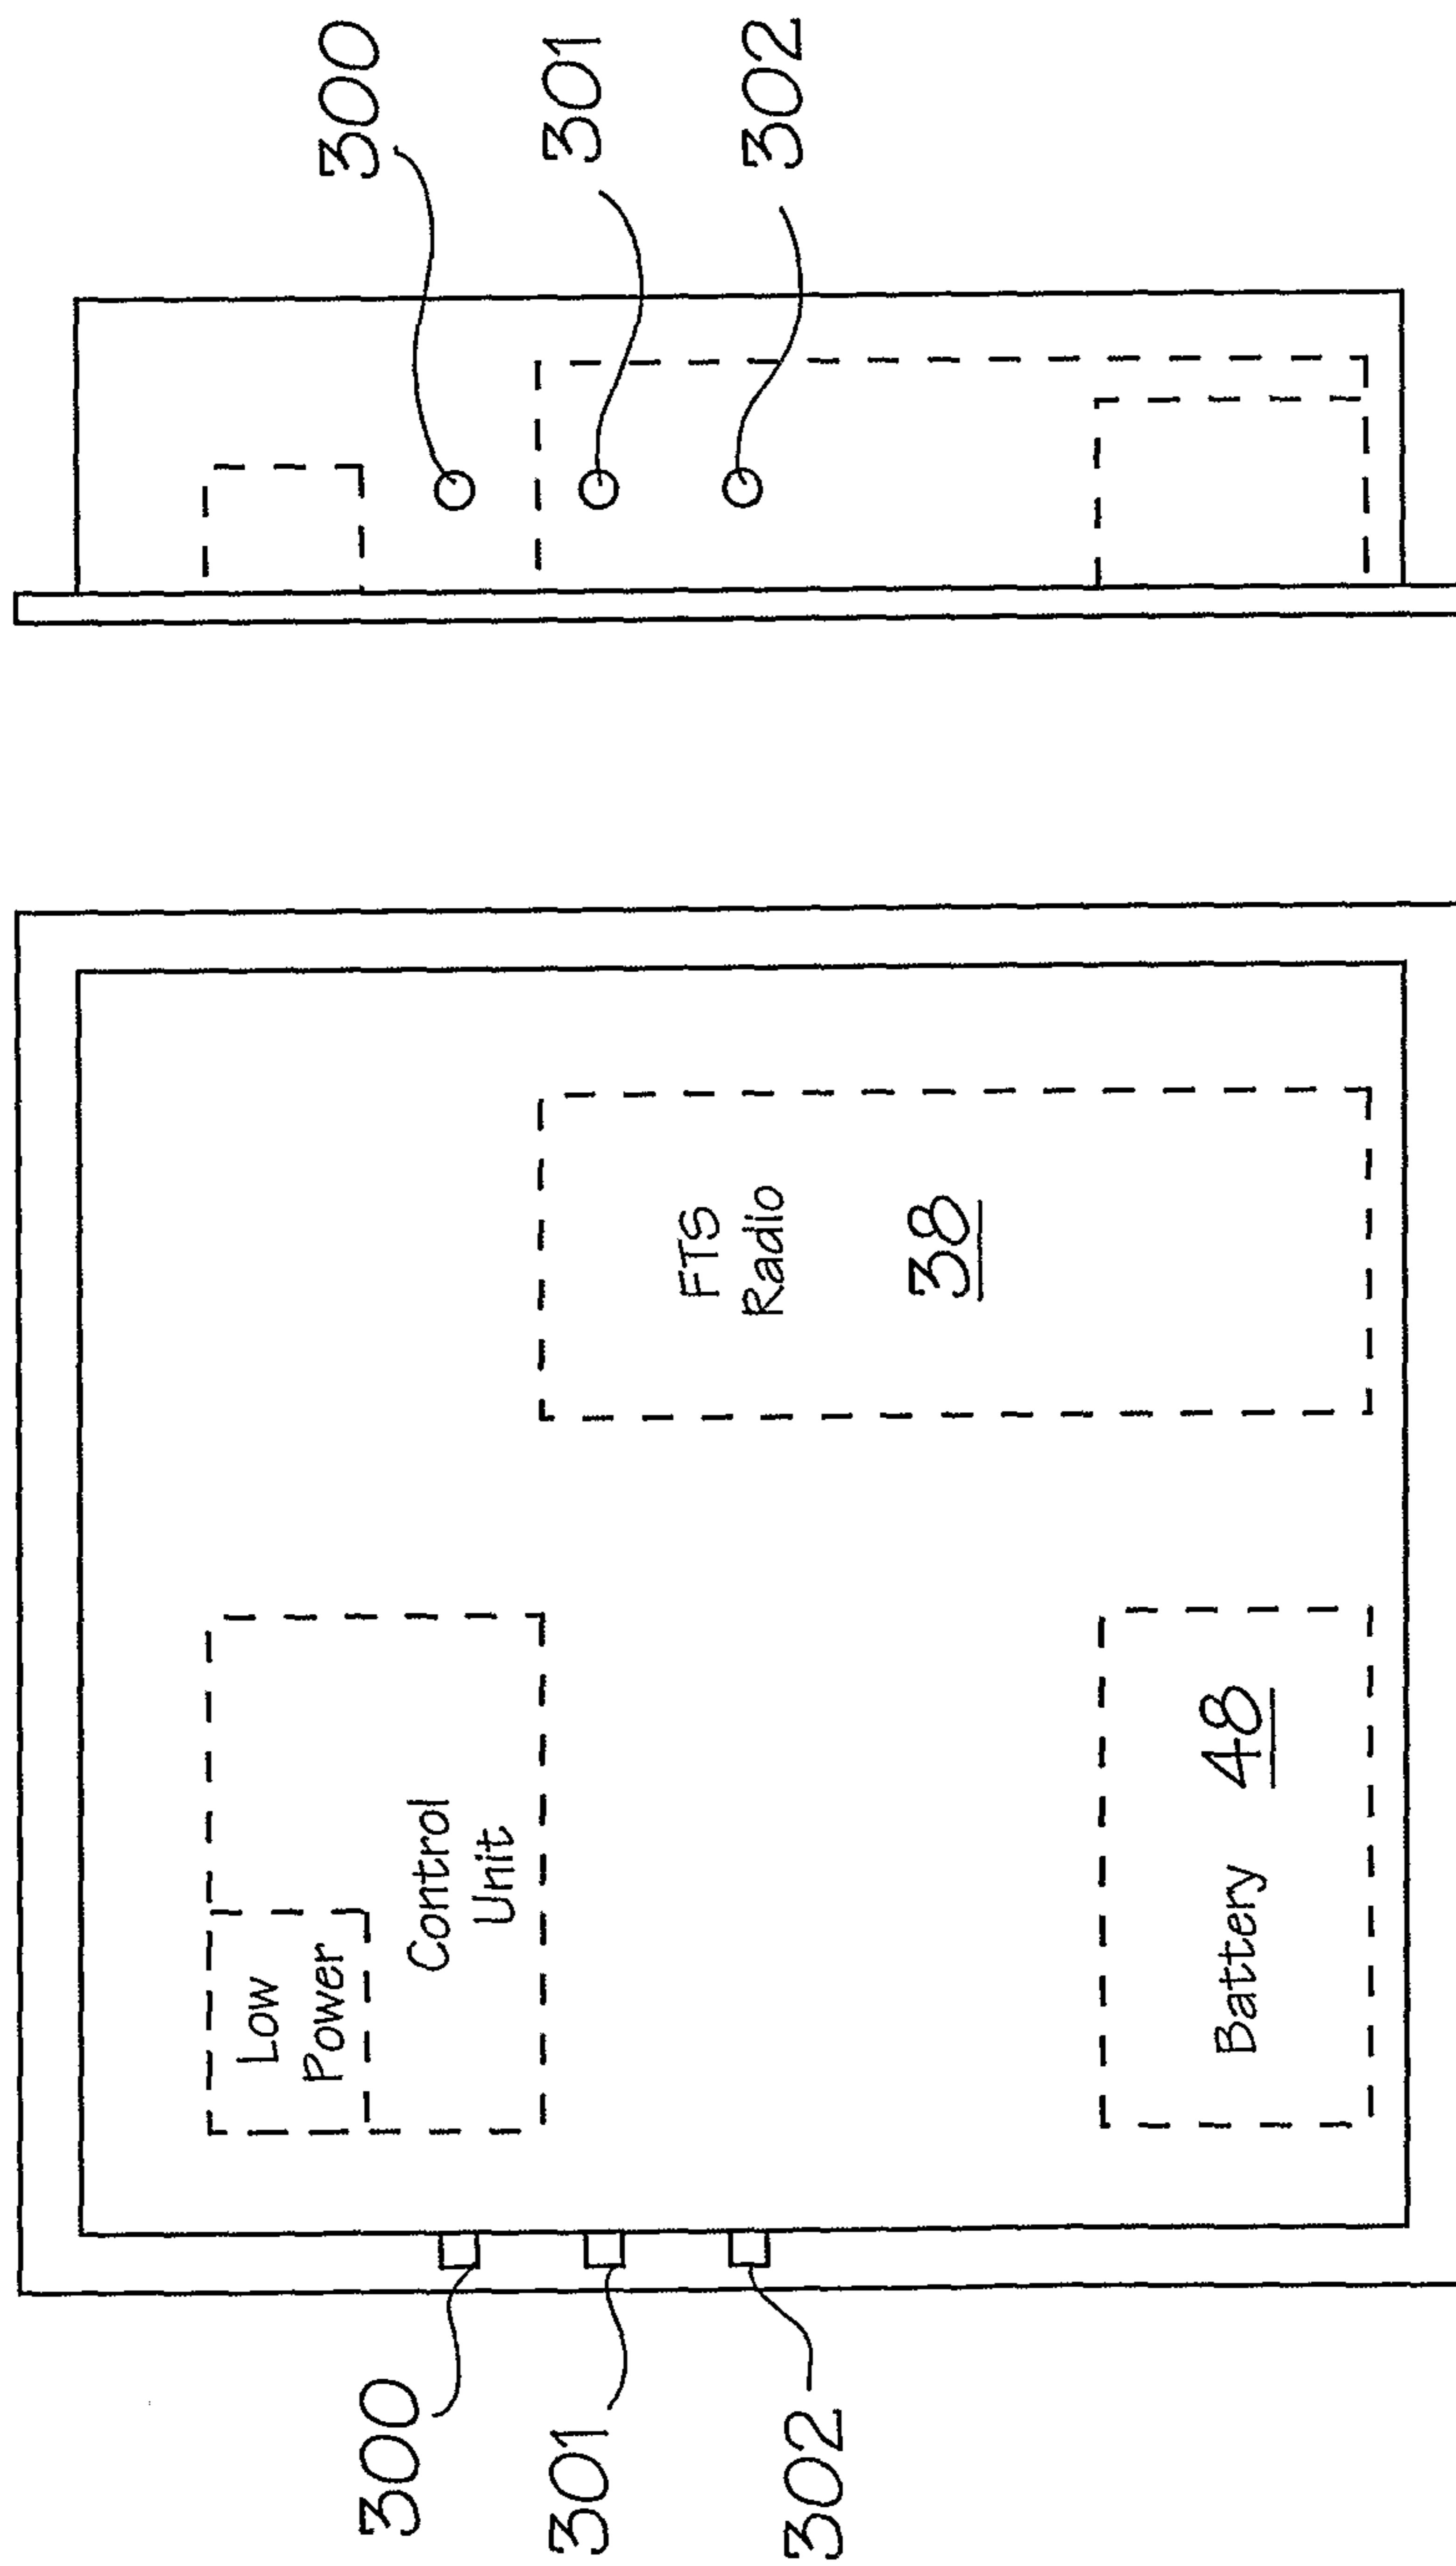 300
301
302
Low
Power
Control
Unit
Battery 48
FTS
Radio
38
300
301
302